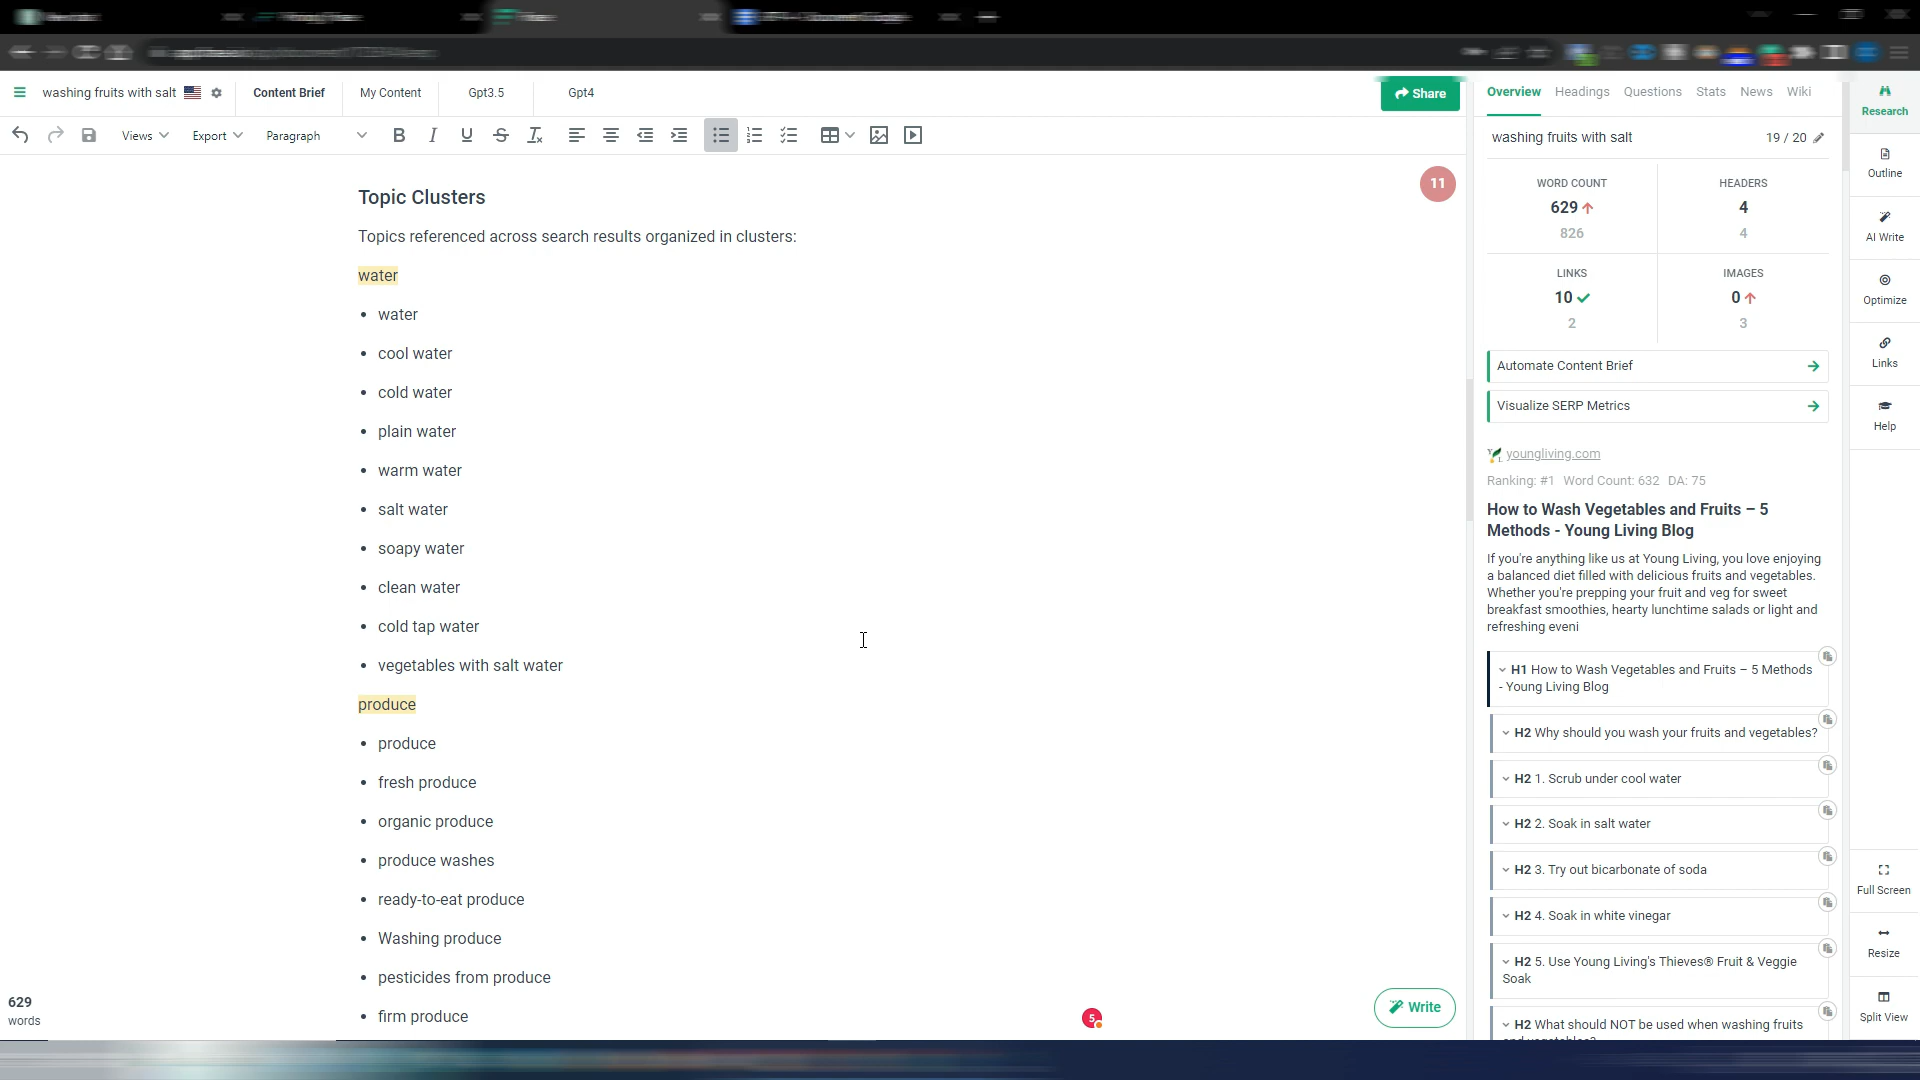 washing fruits with salt
Content Brief
My Content
Gpt3.5
Gpt4
Share
Views
Export
Paragraph
Topic Clusters
11
Topics referenced across search results organized in clusters:
water
water
cool water
cold water
plain water
warm water
salt water
soapy water
clean water
cold tap water
vegetables with salt water
produce
produce
fresh produce
organic produce
produce washes
ready-to-eat produce
Washing produce
pesticides from produce
firm produce
629
words
5
Write
Overview
Headings
Questions
Stats
News
Wiki
washing fruits with salt
19 / 20
WORD COUNT
629
826
HEADERS
4
4
LINKS
10
2
IMAGES
0
3
Automate Content Brief
Visualize SERP Metrics
youngliving.com
Ranking: #1 Word Count: 632 DA: 75
How to Wash Vegetables and Fruits – 5
Methods - Young Living Blog
If you're anything like us at Young Living, you love enjoying
a balanced diet filled with delicious fruits and vegetables.
Whether you're prepping your fruit and veg for sweet
breakfast smoothies, hearty lunchtime salads or light and
refreshing eveni
H1 How to Wash Vegetables and Fruits – 5 Methods
- Young Living Blog
H2 Why should you wash your fruits and vegetables?
H2 1. Scrub under cool water
H2 2. Soak in salt water
H2 3. Try out bicarbonate of soda
H2 4. Soak in white vinegar
H2 5. Use Young Living's Thieves® Fruit & Veggie
Soak
H2 What should NOT be used when washing fruits
and vegetables?
Research
Outline
AI Write
Optimize
Links
Help
Full Screen
Resize
Split View